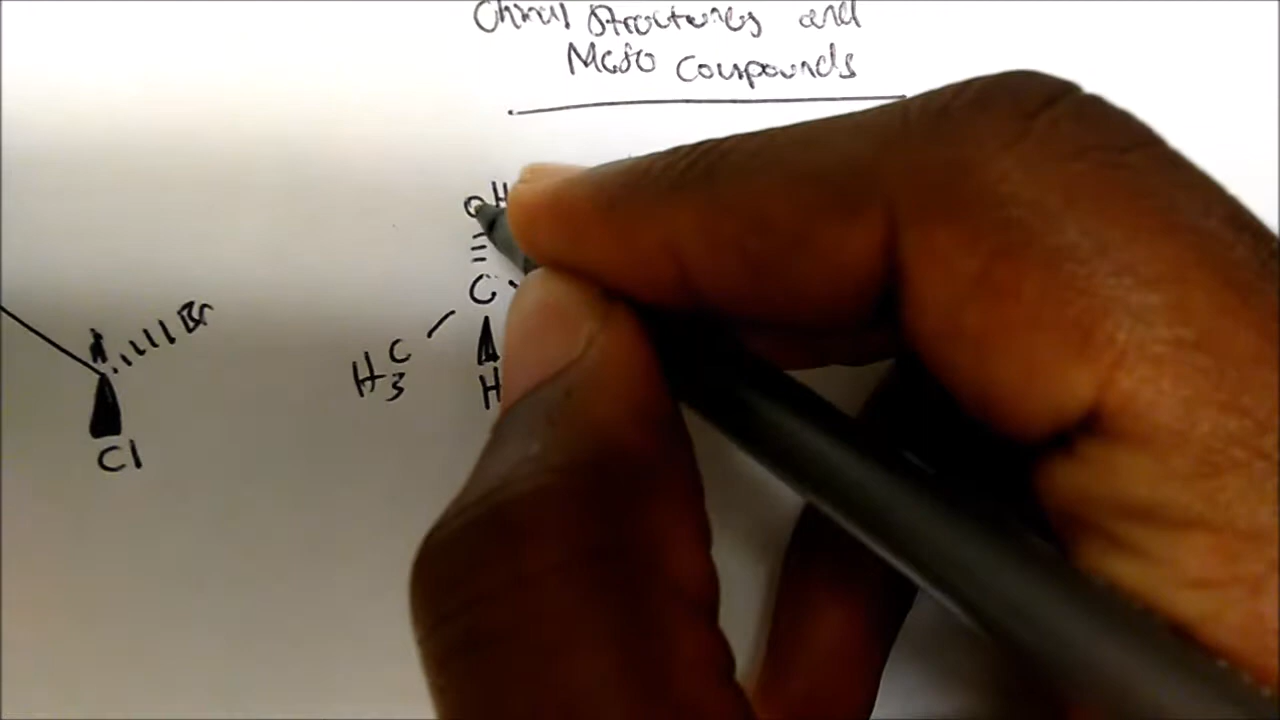 Chiral Structures and
Meso Compounds
OH
C
H
H3C
Br
Cl